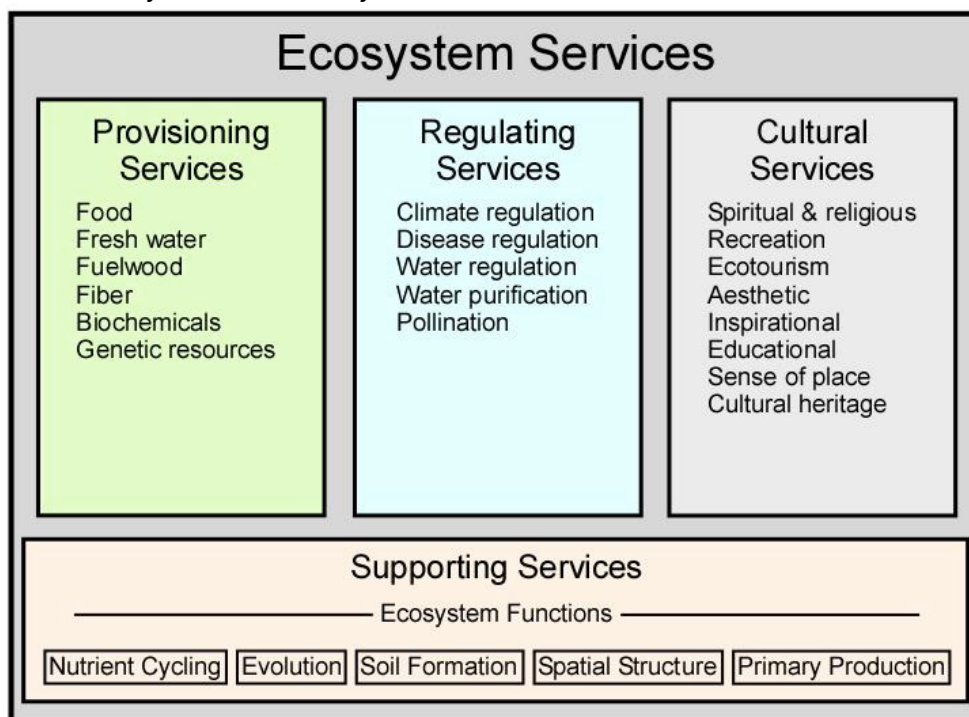 Ecosystem Services
Provisioning
Services
Food
Fresh water
Fuelwood
Fiber
Biochemicals
Genetic resources
Regulating
Services
Climate regulation
Disease regulation
Water regulation
Water purification
Pollination
Cultural
Services
Spiritual & religious
Recreation
Ecotourism
Aesthetic
Inspirational
Educational
Sense of place
Cultural heritage
Supporting Services
Ecosystem Functions
Nutrient Cycling
Evolution
Soil Formation
Spatial Structure
Primary Production